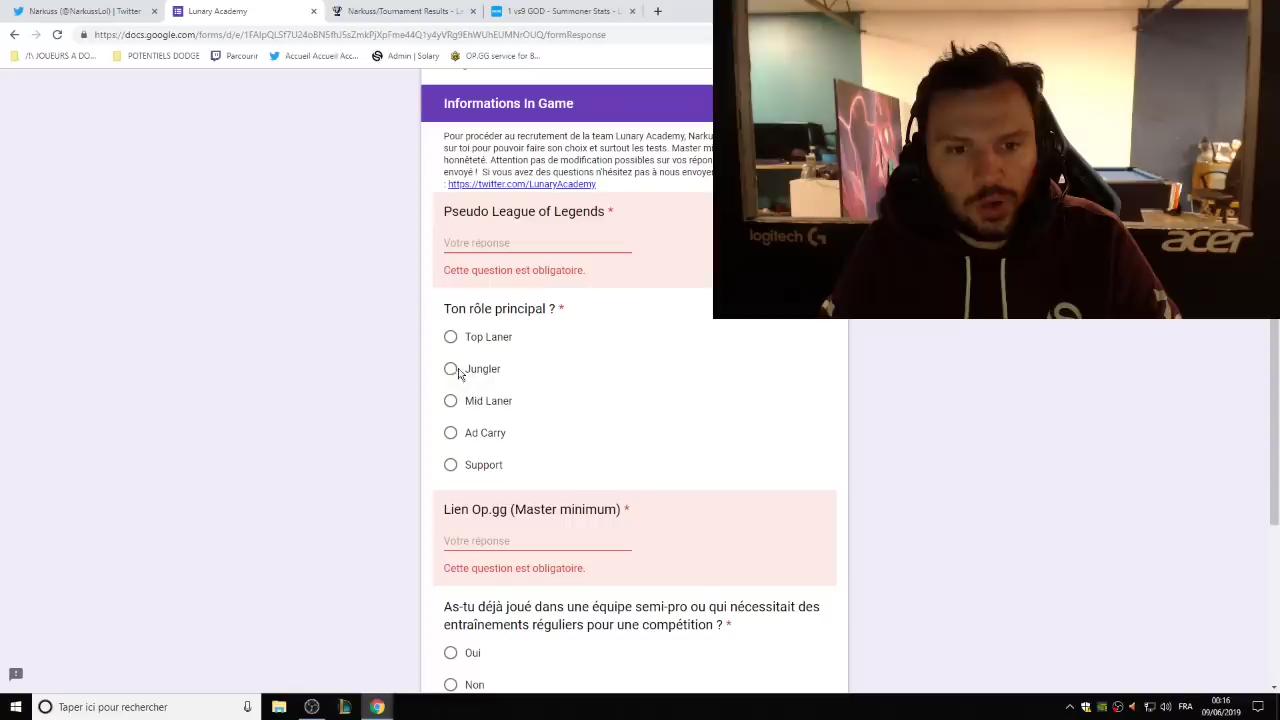 Narkuss (@NarkussLoi) / Twitter
Lunary Academy
Narkuss/Tournament Results - L
1 vs9 GOD - Summoner Stats - L
https://docs.google.com/forms/d/e/
/formResponse
/!\ JOUEURS A DO...
POTENTIELS DODGE
Parcourir
Accueil Accueil Acc...
Admin | Solary
OP.GG service for B...
Informations In Game
Pour procéder au recrutement de la team Lunary Academy, Narku
sur toi pour pouvoir faire son choix et surtout les tests. Master mi
honnêteté. Attention pas de modification possibles sur vos répon
envoyé ! Si vous avez des questions n'hésitez pas à nous envoyer
: https://twitter.com/LunaryAcademy
Pseudo League of Legends *
Votre réponse
Cette question est obligatoire.
Ton rôle principal ? *
Top Laner
Jungler
Mid Laner
Ad Carry
Support
Lien Op.gg (Master minimum) *
Votre réponse
Cette question est obligatoire.
As-tu déjà joué dans une équipe semi-pro ou qui nécessitait des
entraînements réguliers pour une compétition ? *
Oui
Non
logitech G
acer
Taper ici pour rechercher
FRA
00:16
09/06/2019